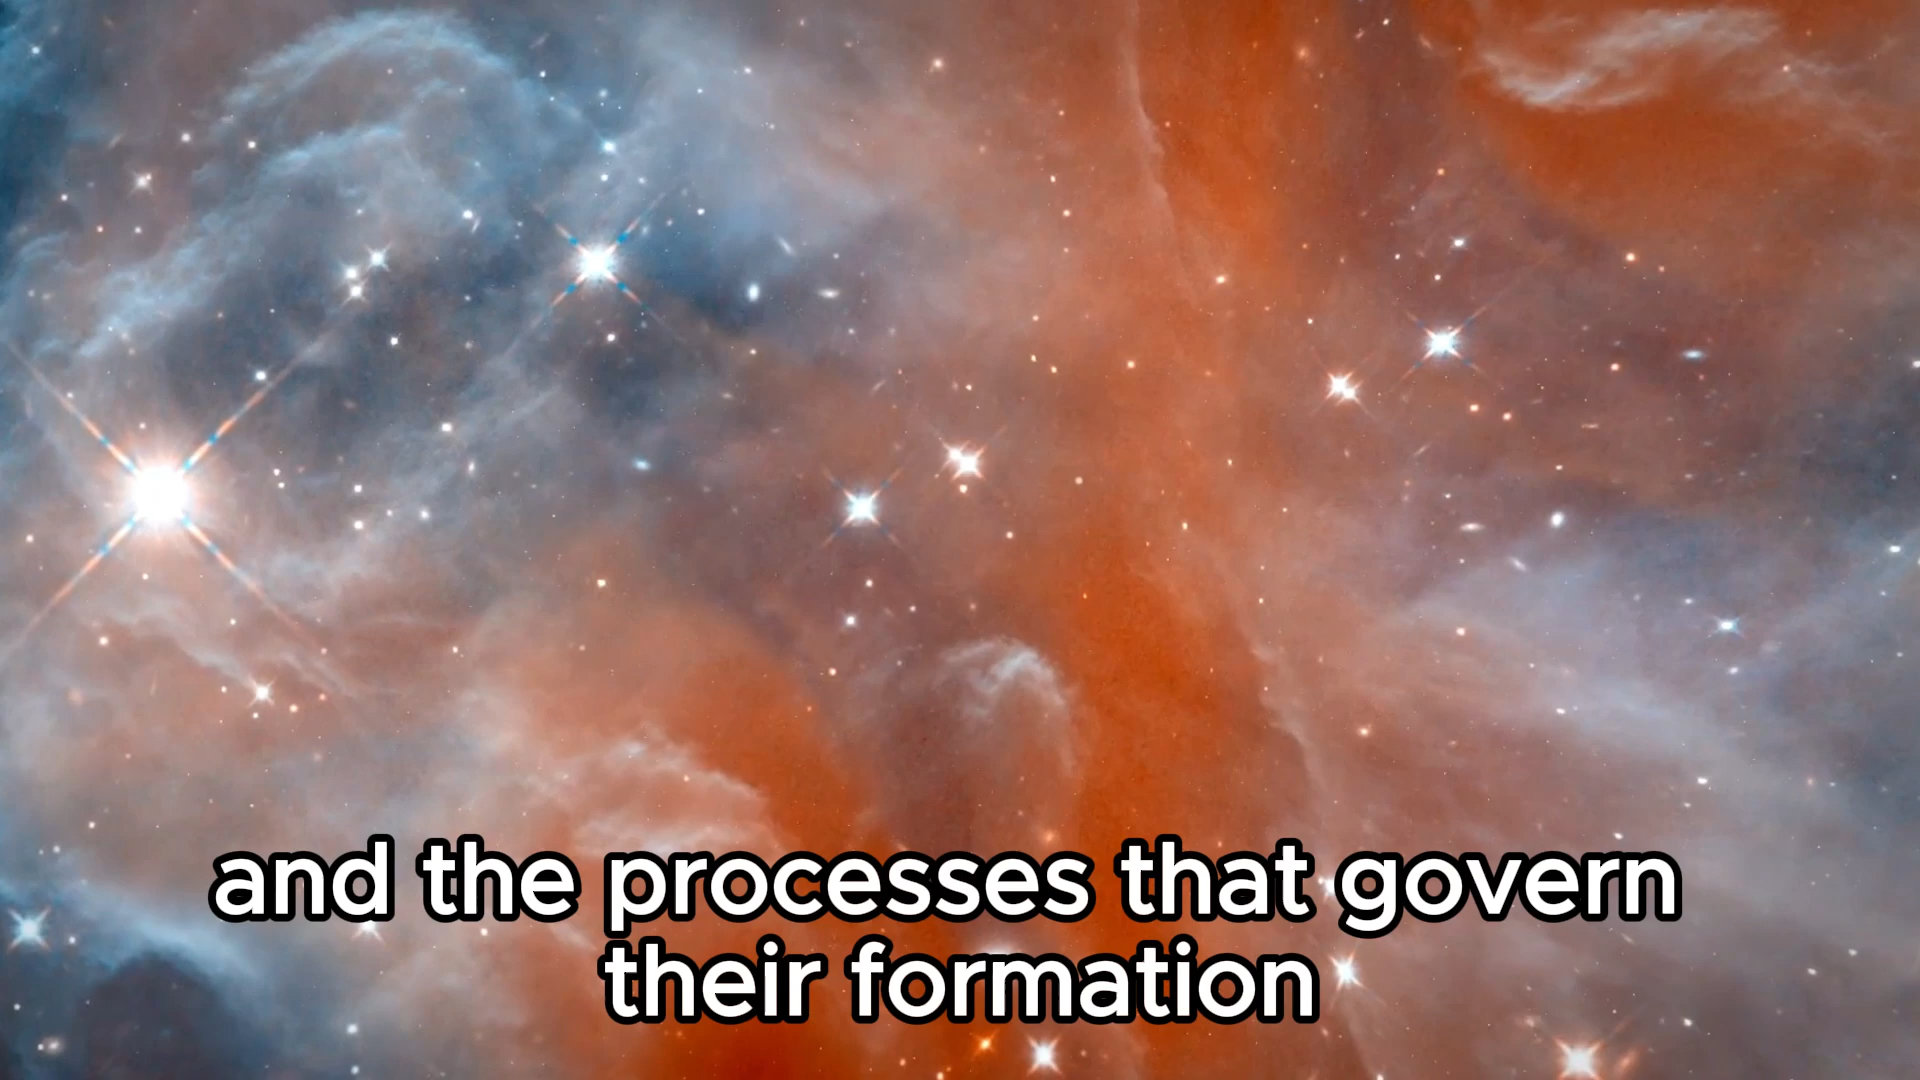 and the processes that govern
their formation